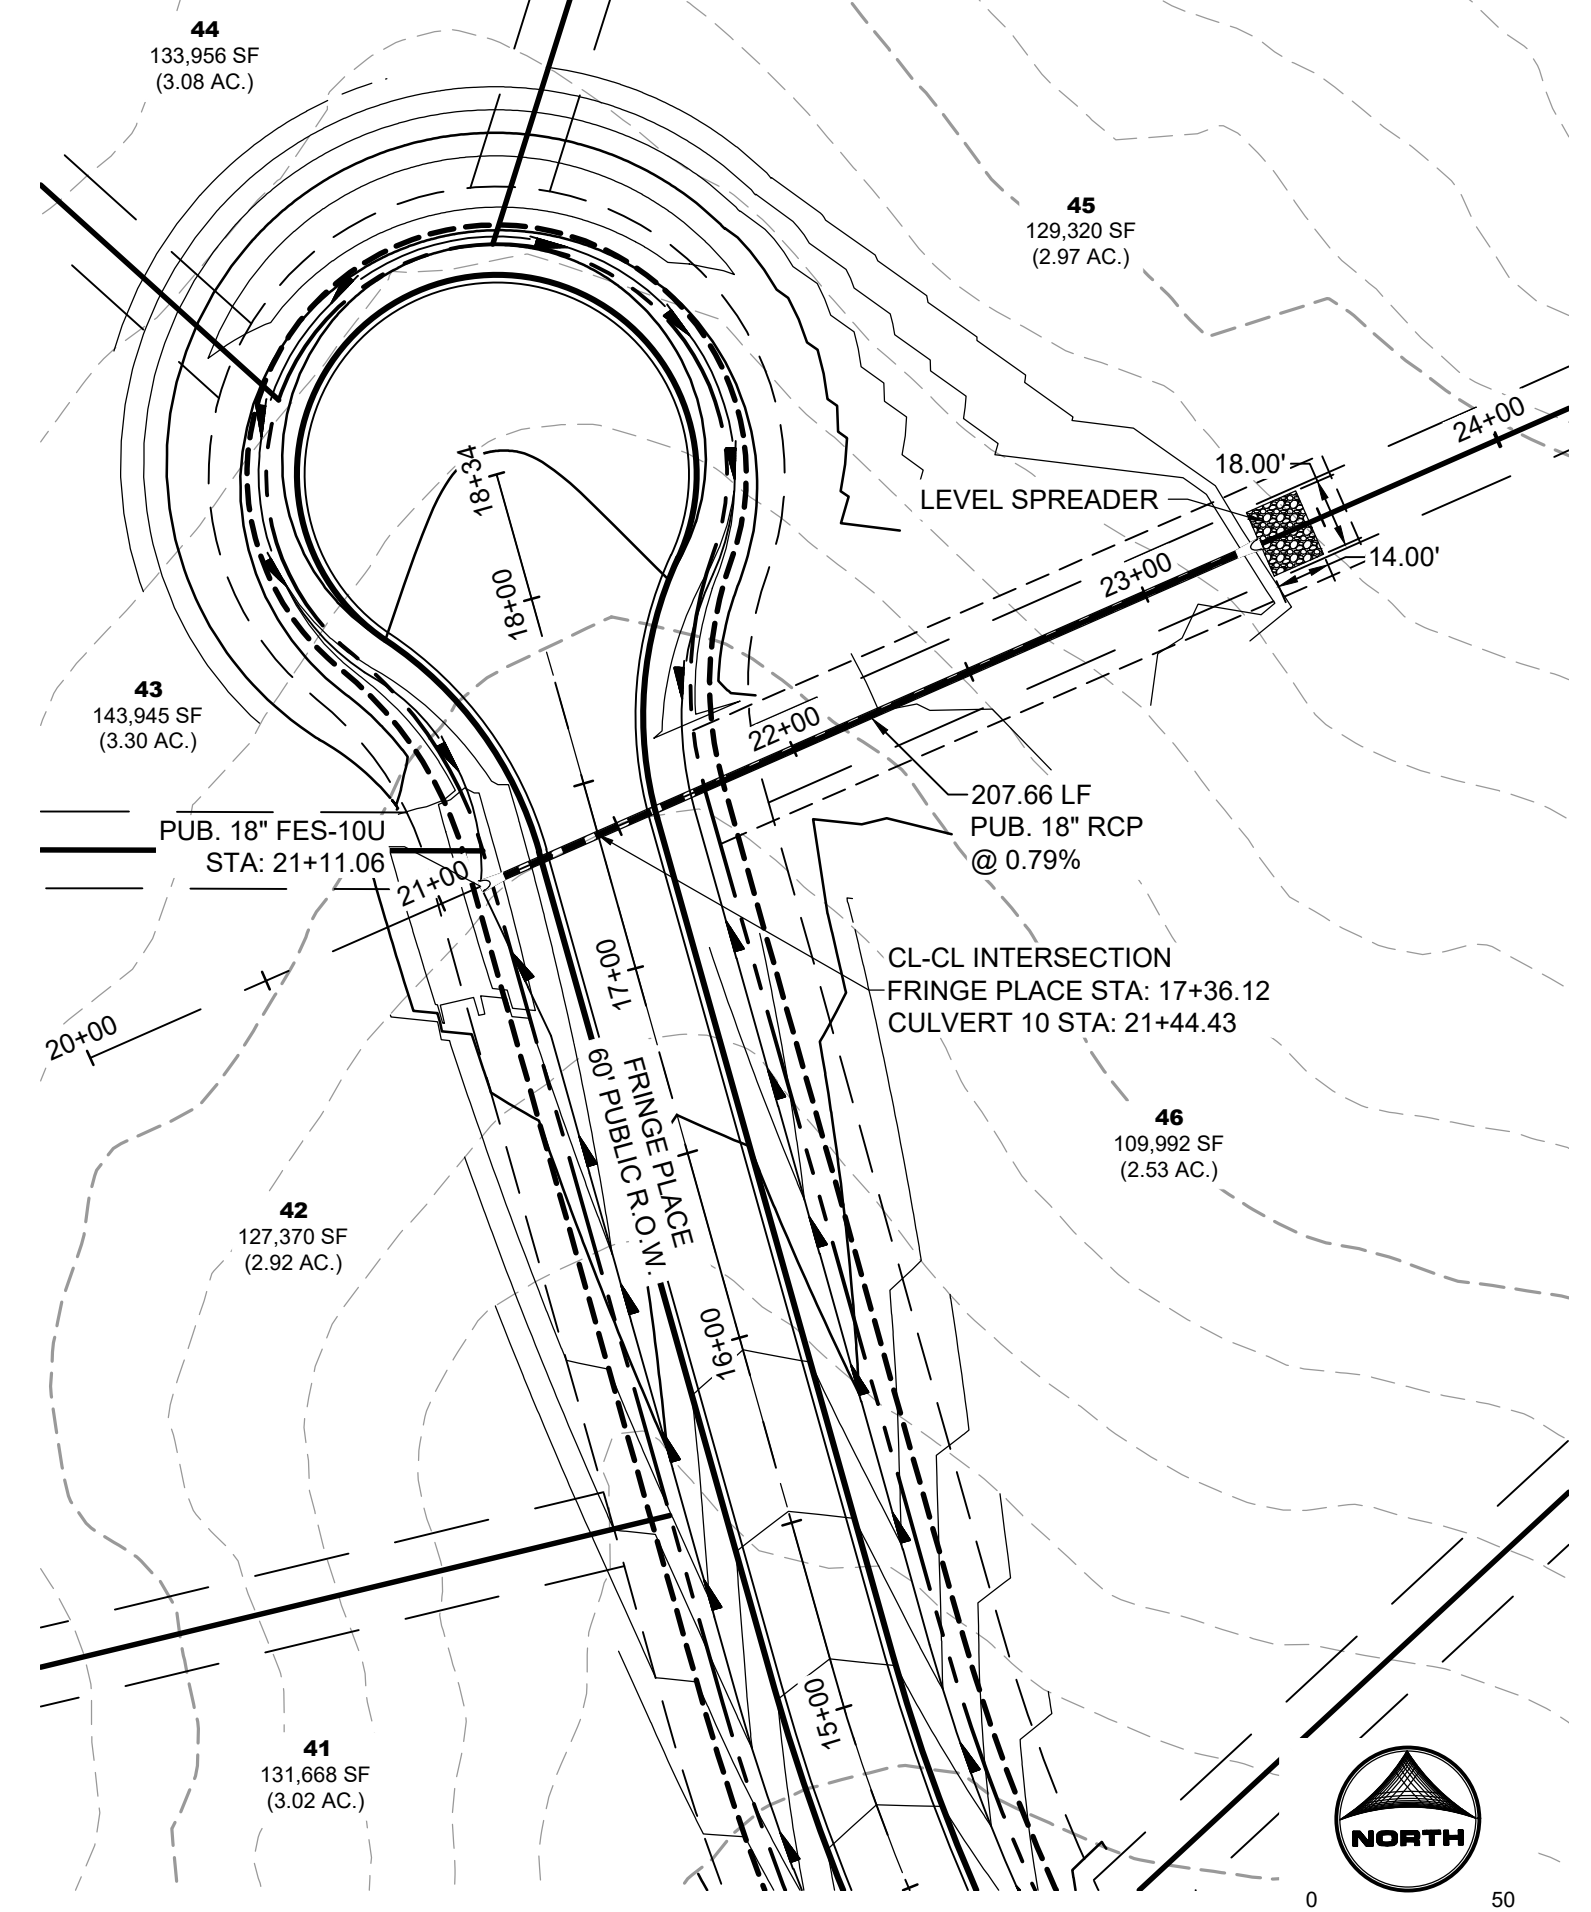 44
133,956 SF
(3.08 AC.)
45
129,320 SF
(2.97 AC.)
24+00
18.00'
LEVEL SPREADER
14.00'
23+00
18+34
18+00
43
143,945 SF
(3.30 AC.)
22+00
207.66 LF
PUB. 18" RCP
@ 0.79%
PUB. 18" FES-10U
STA: 21+11.06
21+00
20+00
17+00
CL-CL INTERSECTION
FRINGE PLACE STA: 17+36.12
CULVERT 10 STA: 21+44.43
FRINGE PLACE
60' PUBLIC R.O.W.
46
109,992 SF
(2.53 AC.)
42
127,370 SF
(2.92 AC.)
16+00
15+00
41
131,668 SF
(3.02 AC.)
NORTH
0 50